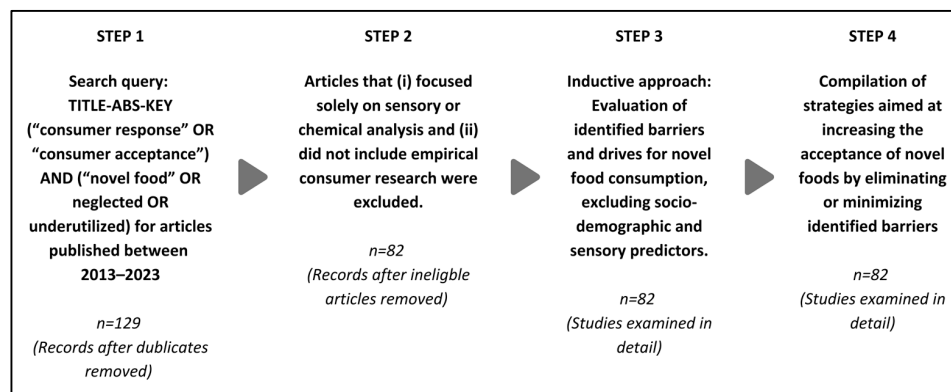 STEP 1
Search query:
TITLE-ABS-KEY
(“consumer response” OR
“consumer acceptance”)
AND (“novel food” OR
neglected OR
underutilized) for articles
published between
2013–2023
n=129
(Records after dublicates
removed)
STEP 2
Articles that (i) focused
solely on sensory or
chemical analysis and (ii)
did not include empirical
consumer research were
excluded.
n=82
(Records after ineligble
articles removed)
STEP 3
Inductive approach:
Evaluation of
identified barriers
and drives for novel
food consumption,
excluding socio-
demographic and
sensory predictors.
n=82
(Studies examined in
detail)
STEP 4
Compilation of
strategies aimed at
increasing the
acceptance of novel
foods by eliminating
or minimizing
identified barriers
n=82
(Studies examined in
detail)